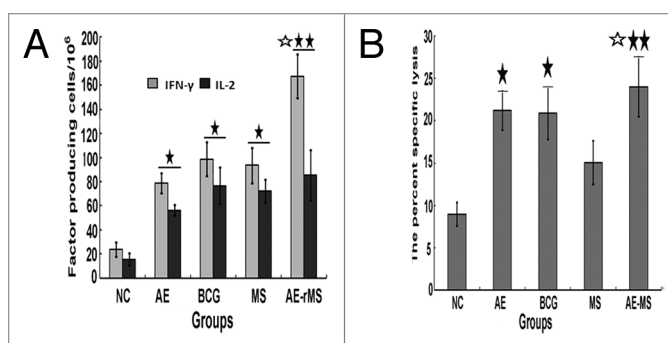 A
Factor producing cells/10⁶
200
180
160
140
120
100
80
60
40
20
0
IFN-γ IL-2
NC AE BCG MS AE-rMS
Groups
B
The percent specific lysis
30
25
20
15
10
5
0
NC AE BCG MS AE-MS
Groups